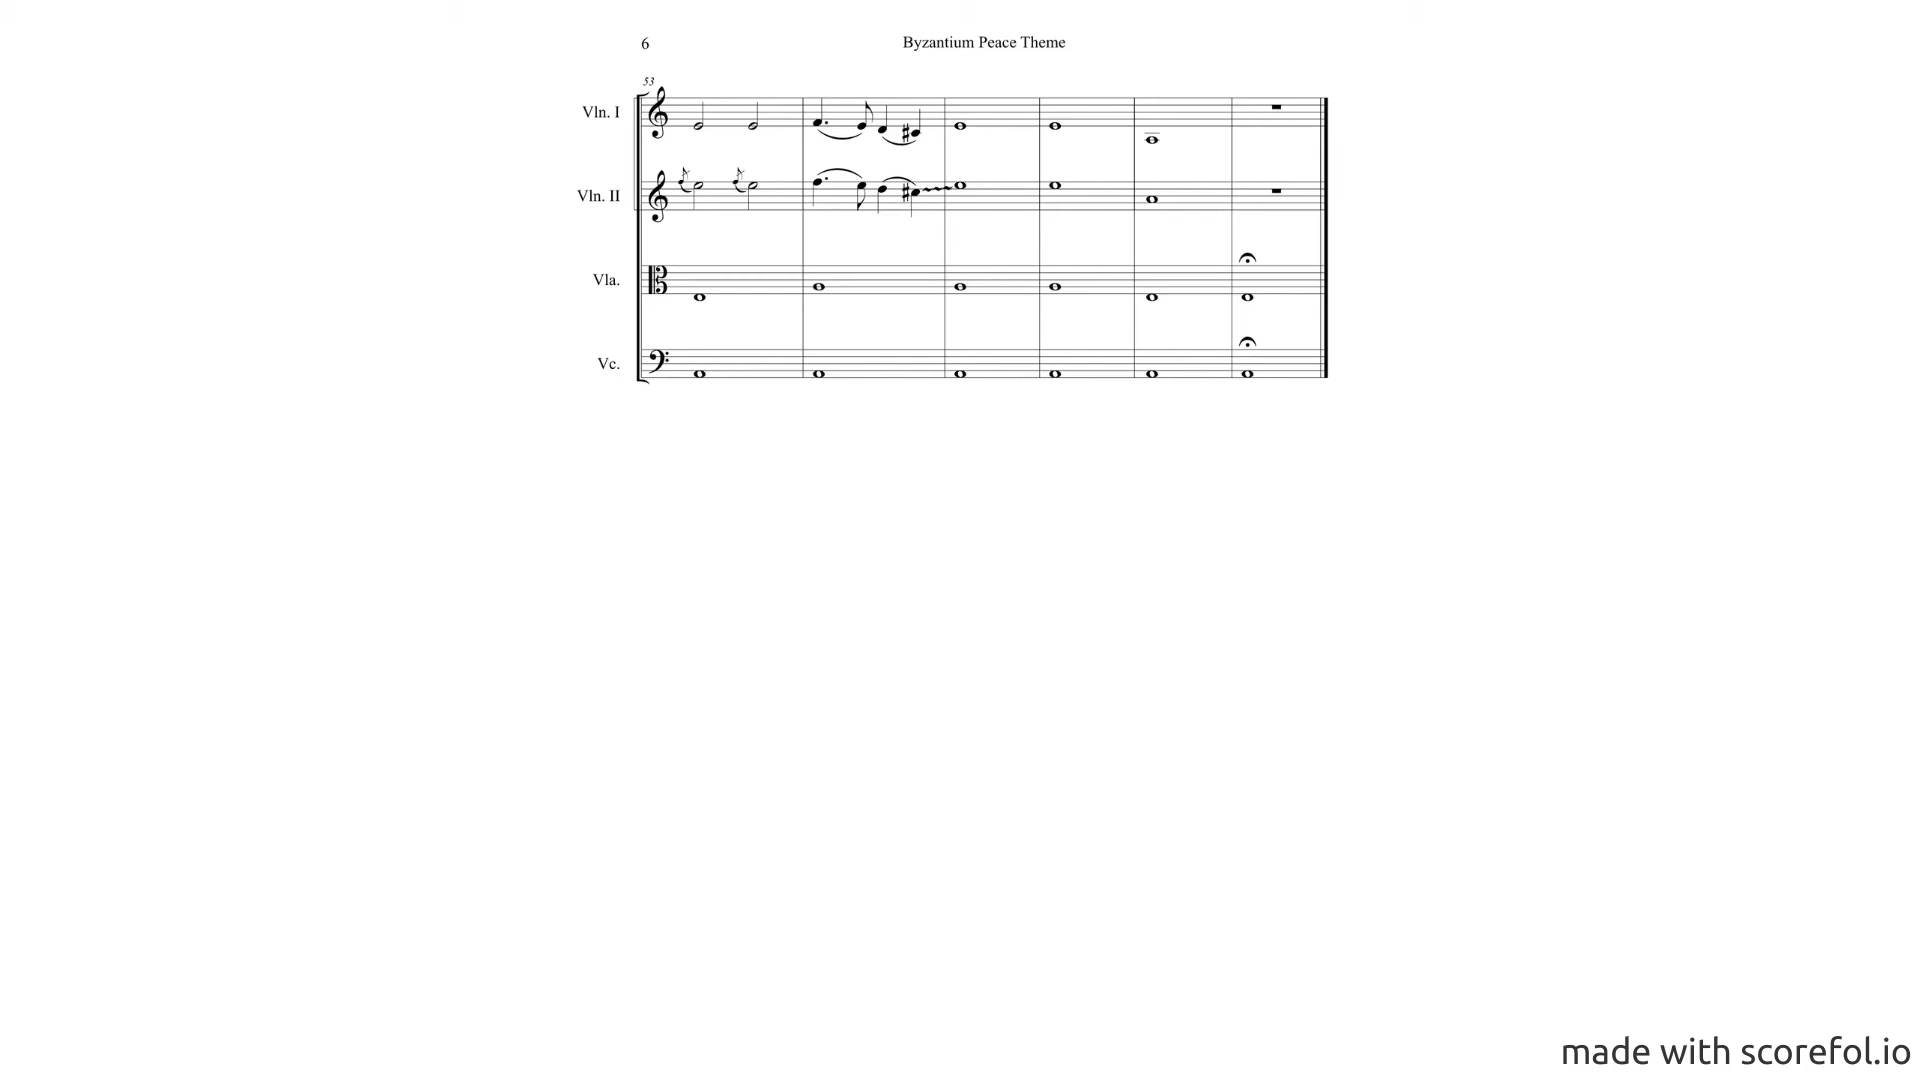 6
Byzantium Peace Theme
53
Vln. I
Vln. II
Vla.
Vc.
made with scorefol.io